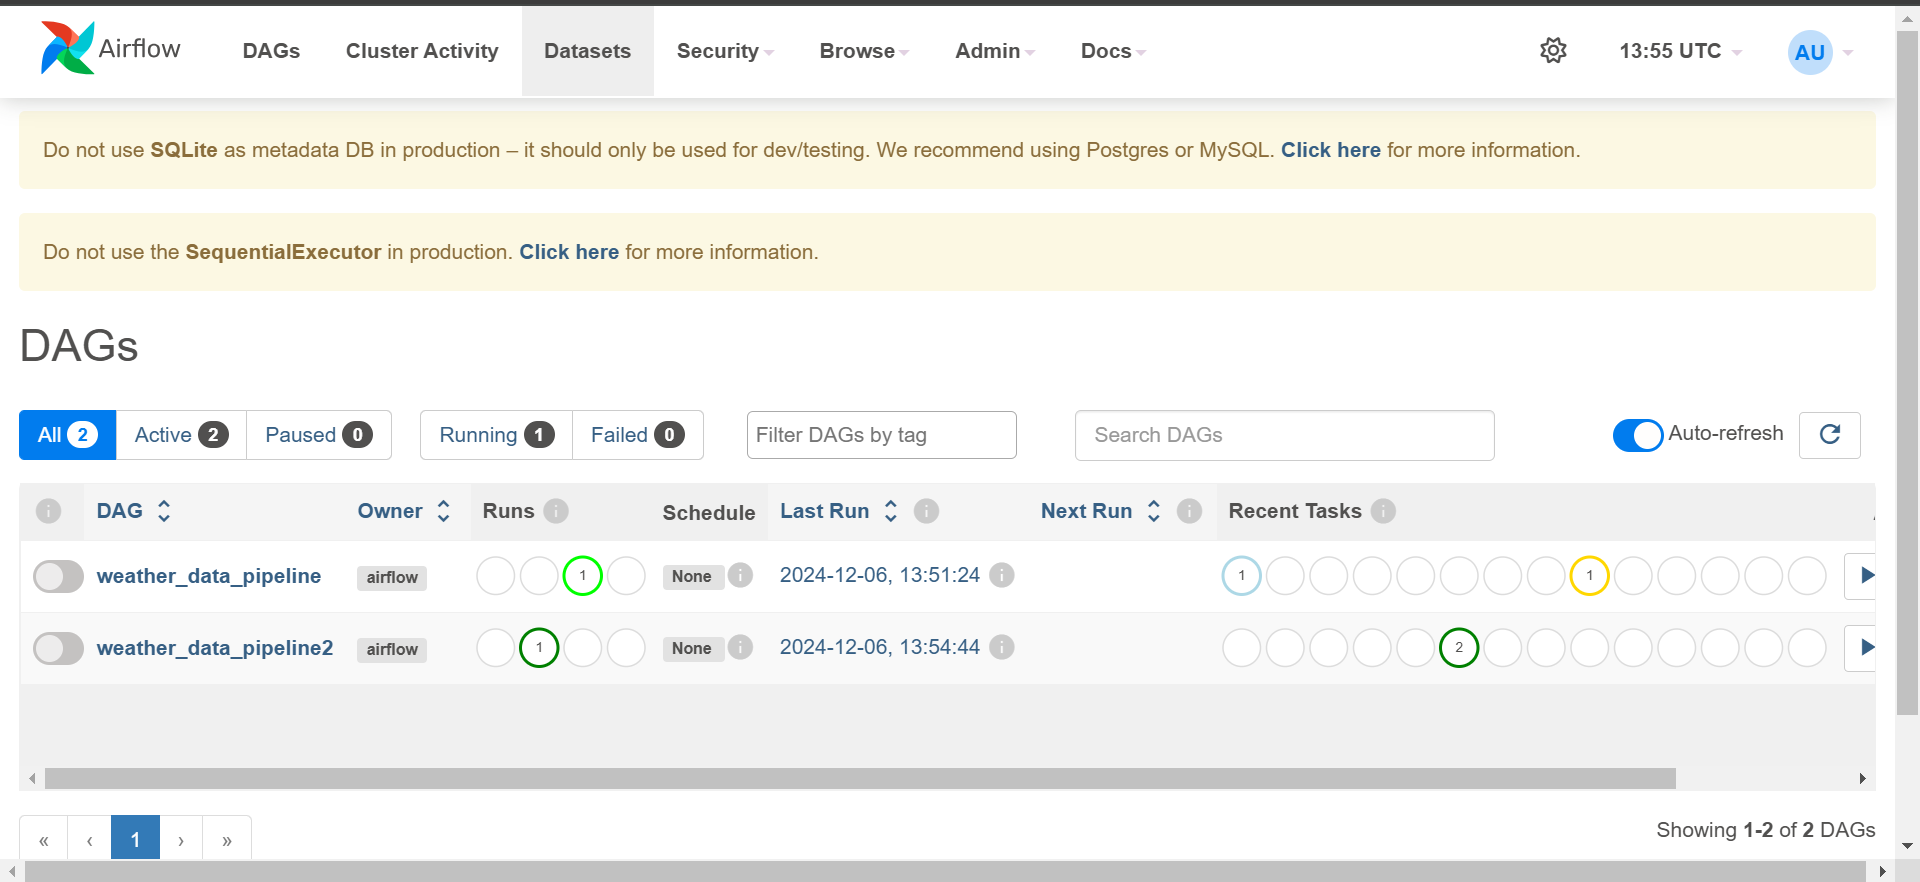 Airflow DAGs Cluster Activity Datasets Security Browse Admin Docs 13:55 UTC AU
Do not use SQLite as metadata DB in production – it should only be used for dev/testing. We recommend using Postgres or MySQL. Click here for more information.
Do not use the SequentialExecutor in production. Click here for more information.
DAGs
All 2 Active 2 Paused 0 Running 1 Failed 0 Filter DAGs by tag Search DAGs Auto-refresh
DAG Owner Runs Schedule Last Run Next Run Recent Tasks
weather_data_pipeline airflow 1 None 2024-12-06, 13:51:24 1 1
weather_data_pipeline2 airflow 1 None 2024-12-06, 13:54:44 2
« ‹ 1 › » Showing 1-2 of 2 DAGs